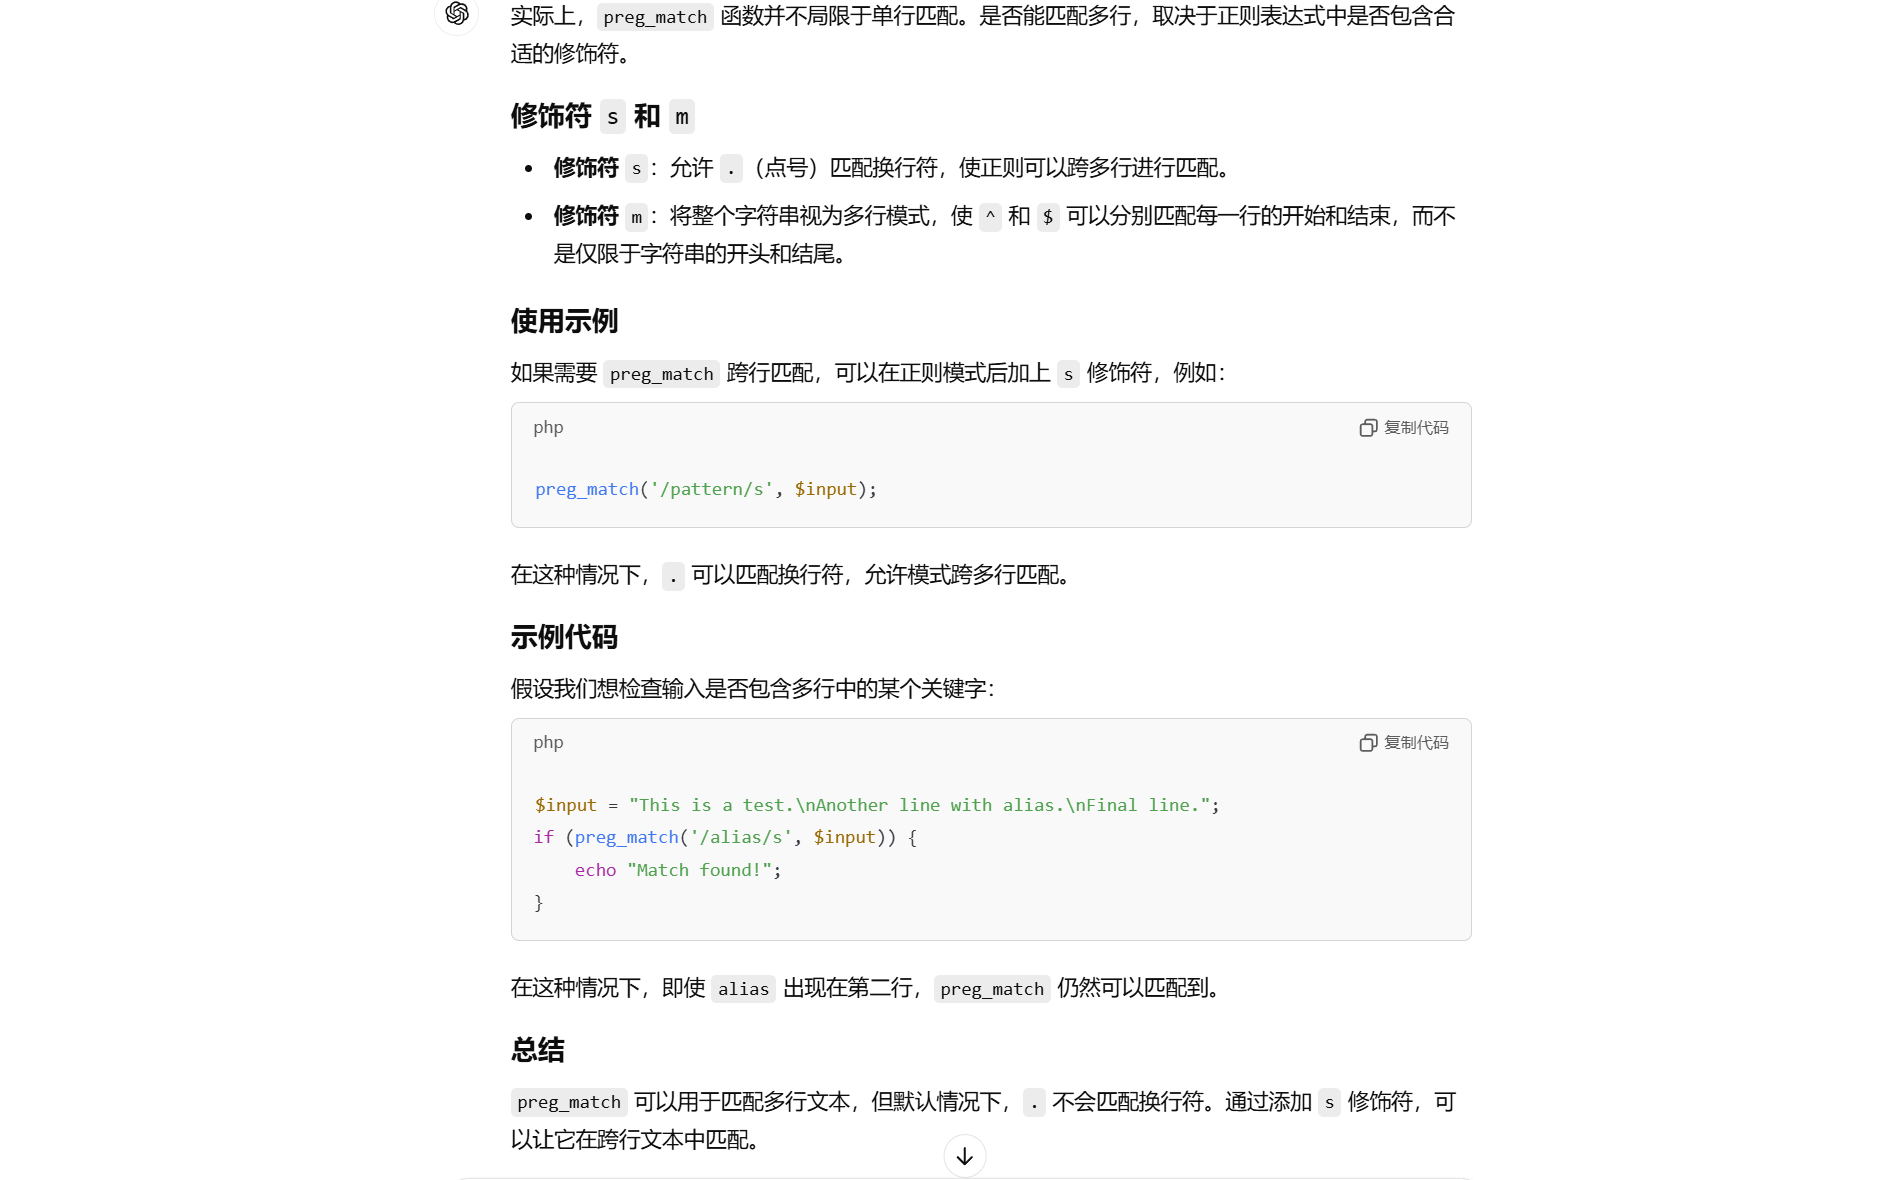 实际上，preg_match 函数并不局限于单行匹配。是否能匹配多行，取决于正则表达式中是否包含合
适的修饰符。
修饰符 s 和 m
• 修饰符 s：允许 .（点号）匹配换行符，使正则可以跨多行进行匹配。
• 修饰符 m：将整个字符串视为多行模式，使 ^ 和 $ 可以分别匹配每一行的开始和结束，而不
是仅限于字符串的开头和结尾。
使用示例
如果需要 preg_match 跨行匹配，可以在正则模式后加上 s 修饰符，例如：
php 复制代码
preg_match('/pattern/s', $input);
在这种情况下，. 可以匹配换行符，允许模式跨多行匹配。
示例代码
假设我们想检查输入是否包含多行中的某个关键字：
php 复制代码
$input = "This is a test.\nAnother line with alias.\nFinal line.";
if (preg_match('/alias/s', $input)) {
    echo "Match found!";
}
在这种情况下，即使 alias 出现在第二行，preg_match 仍然可以匹配到。
总结
preg_match 可以用于匹配多行文本，但默认情况下，. 不会匹配换行符。通过添加 s 修饰符，可
以让它在跨行文本中匹配。